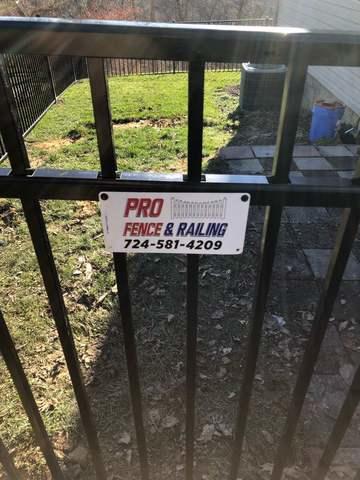 PRO
FENCE & RAILING
724-581-4209